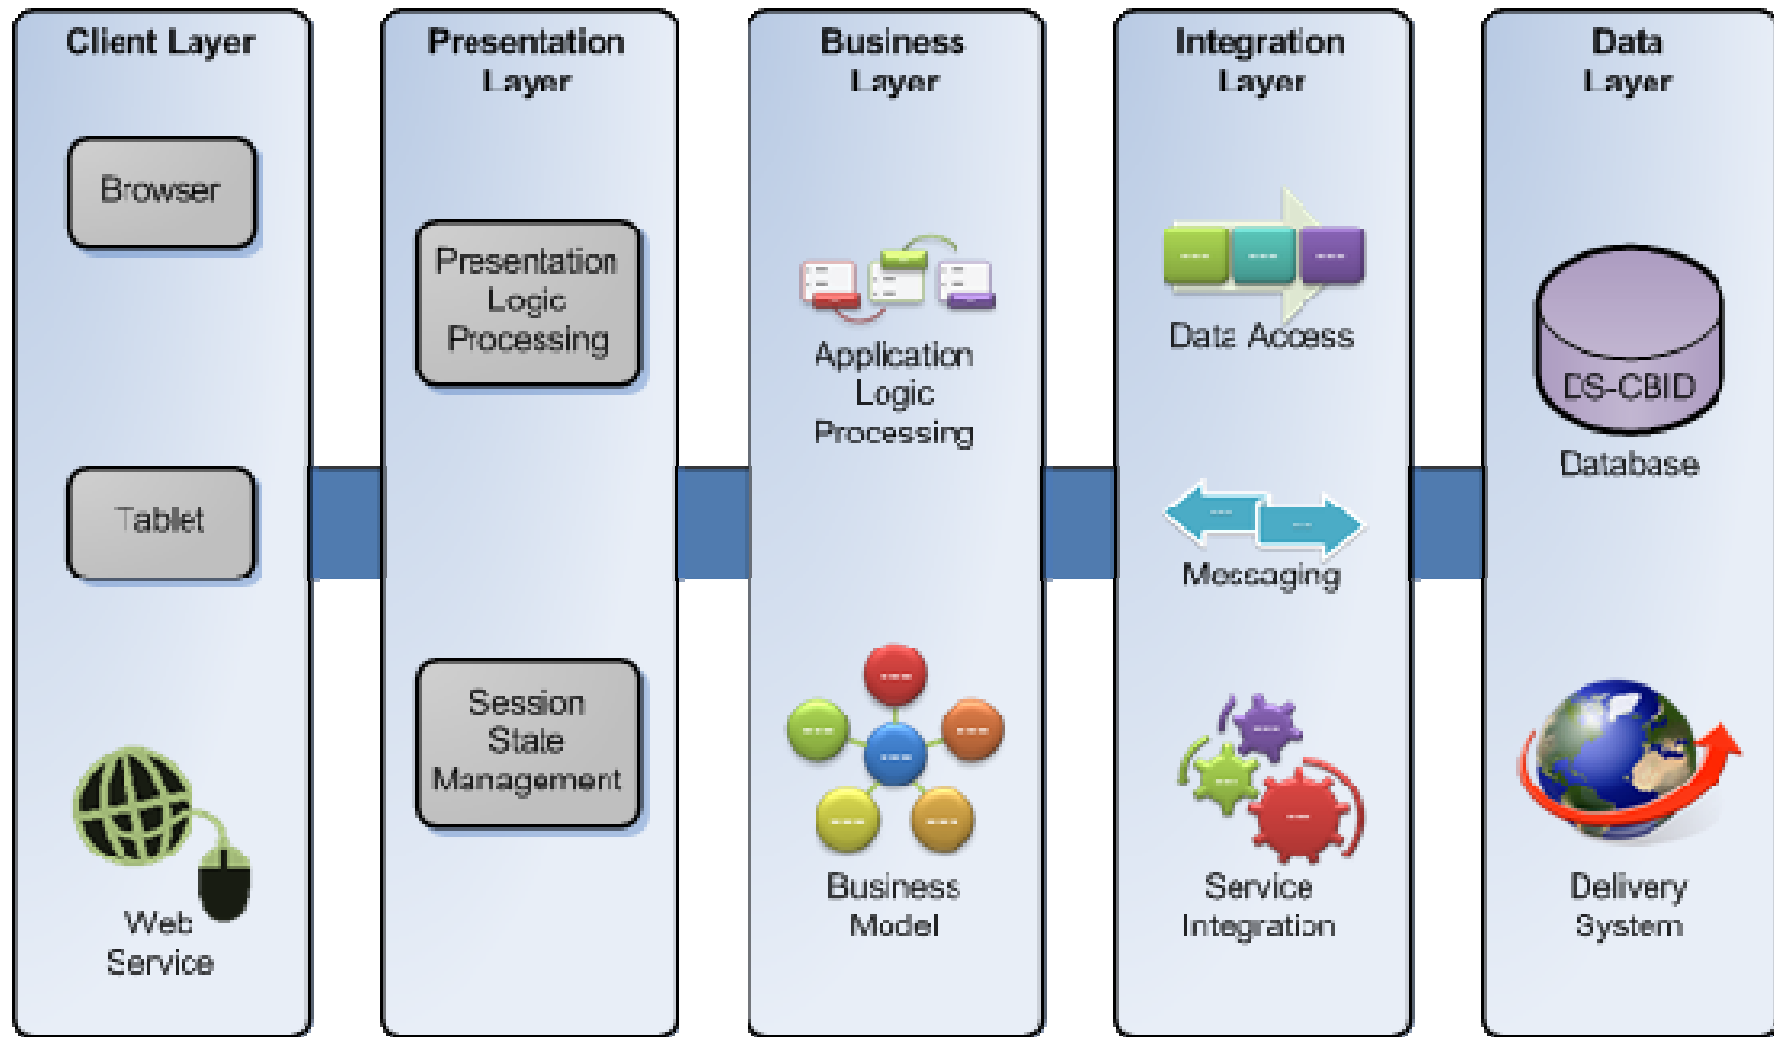 Client Layer
Browser
Tablet
Web
Service
Presentation
Layer
Presentation
Logic
Processing
Session
State
Management
Business
Layer
Application
Logic
Processing
Business
Model
Integration
Layer
Data Access
Messaging
Service
Integration
Data
Layer
DS-CBID
Database
Delivery
System